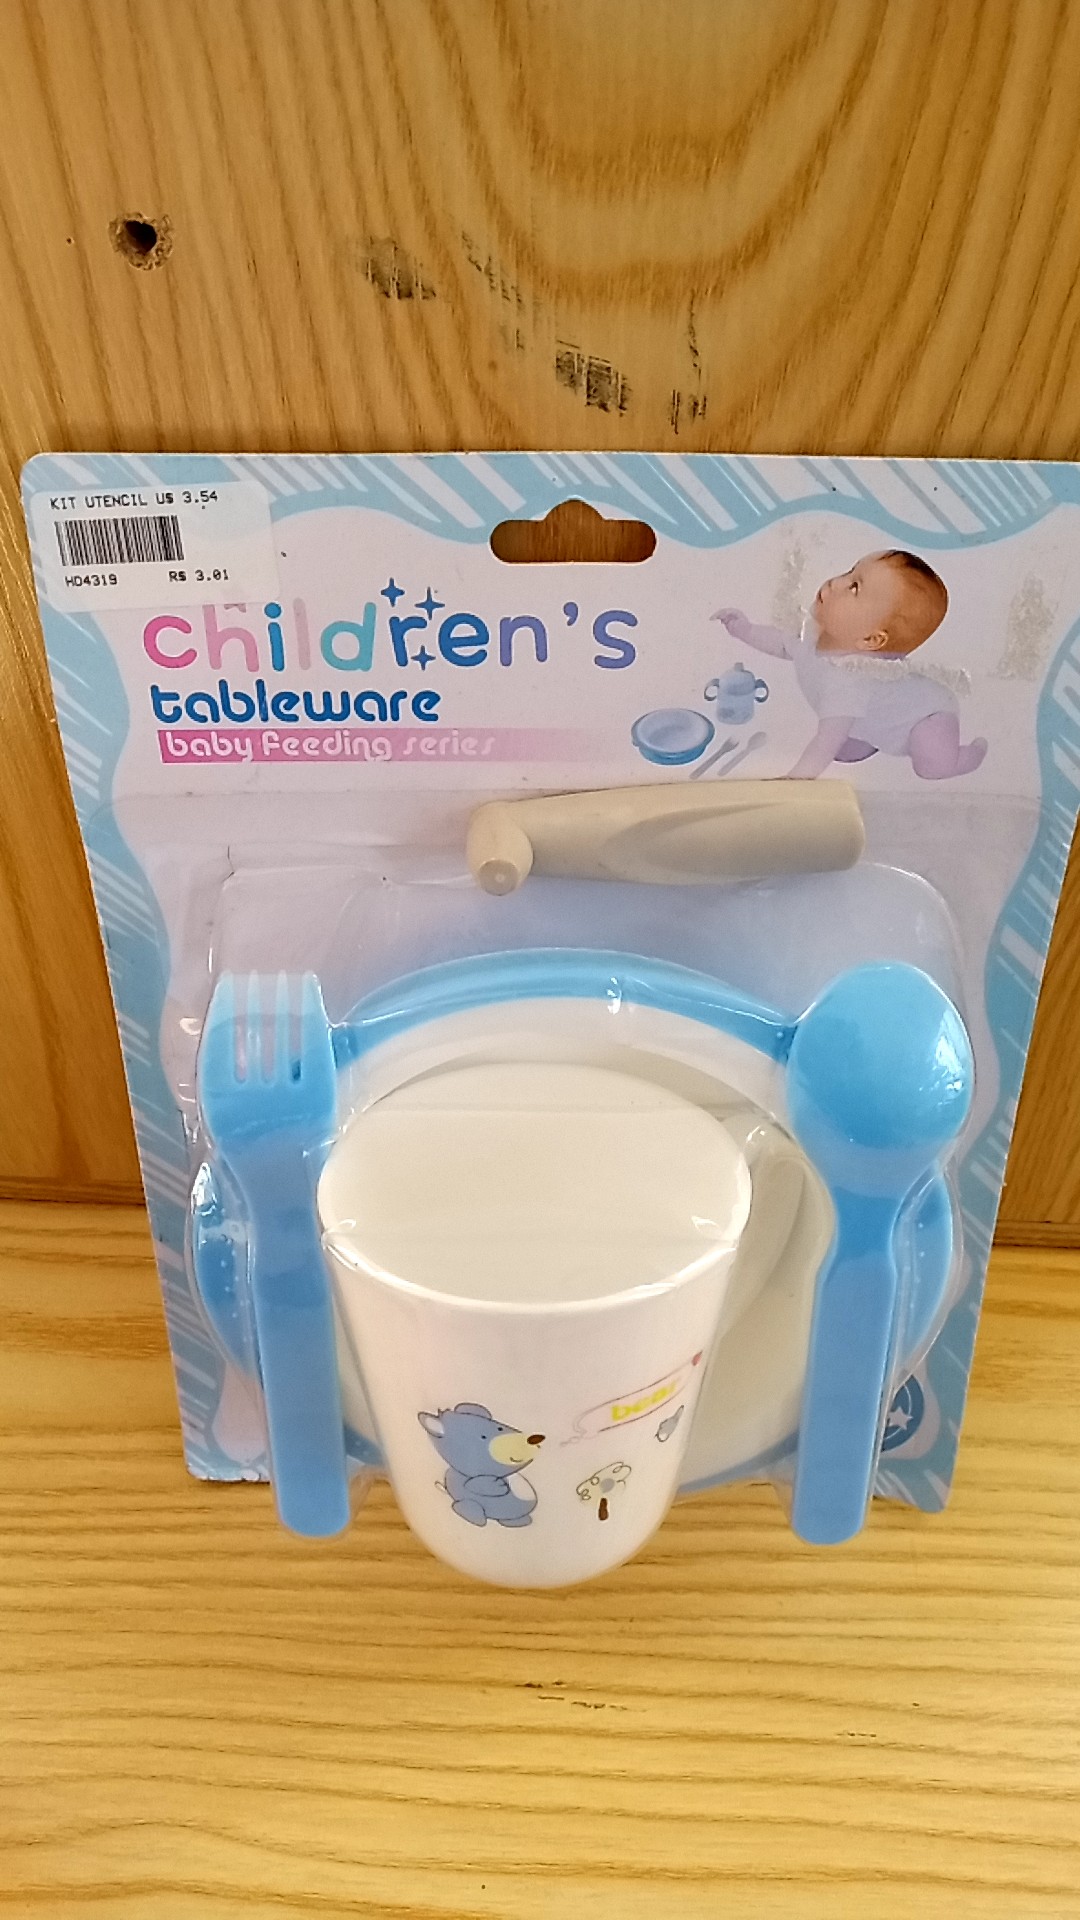 KIT UTENCIL U$ 3.54
HD4319 R$ 3.01
children's
tableware
baby feeding series
bear